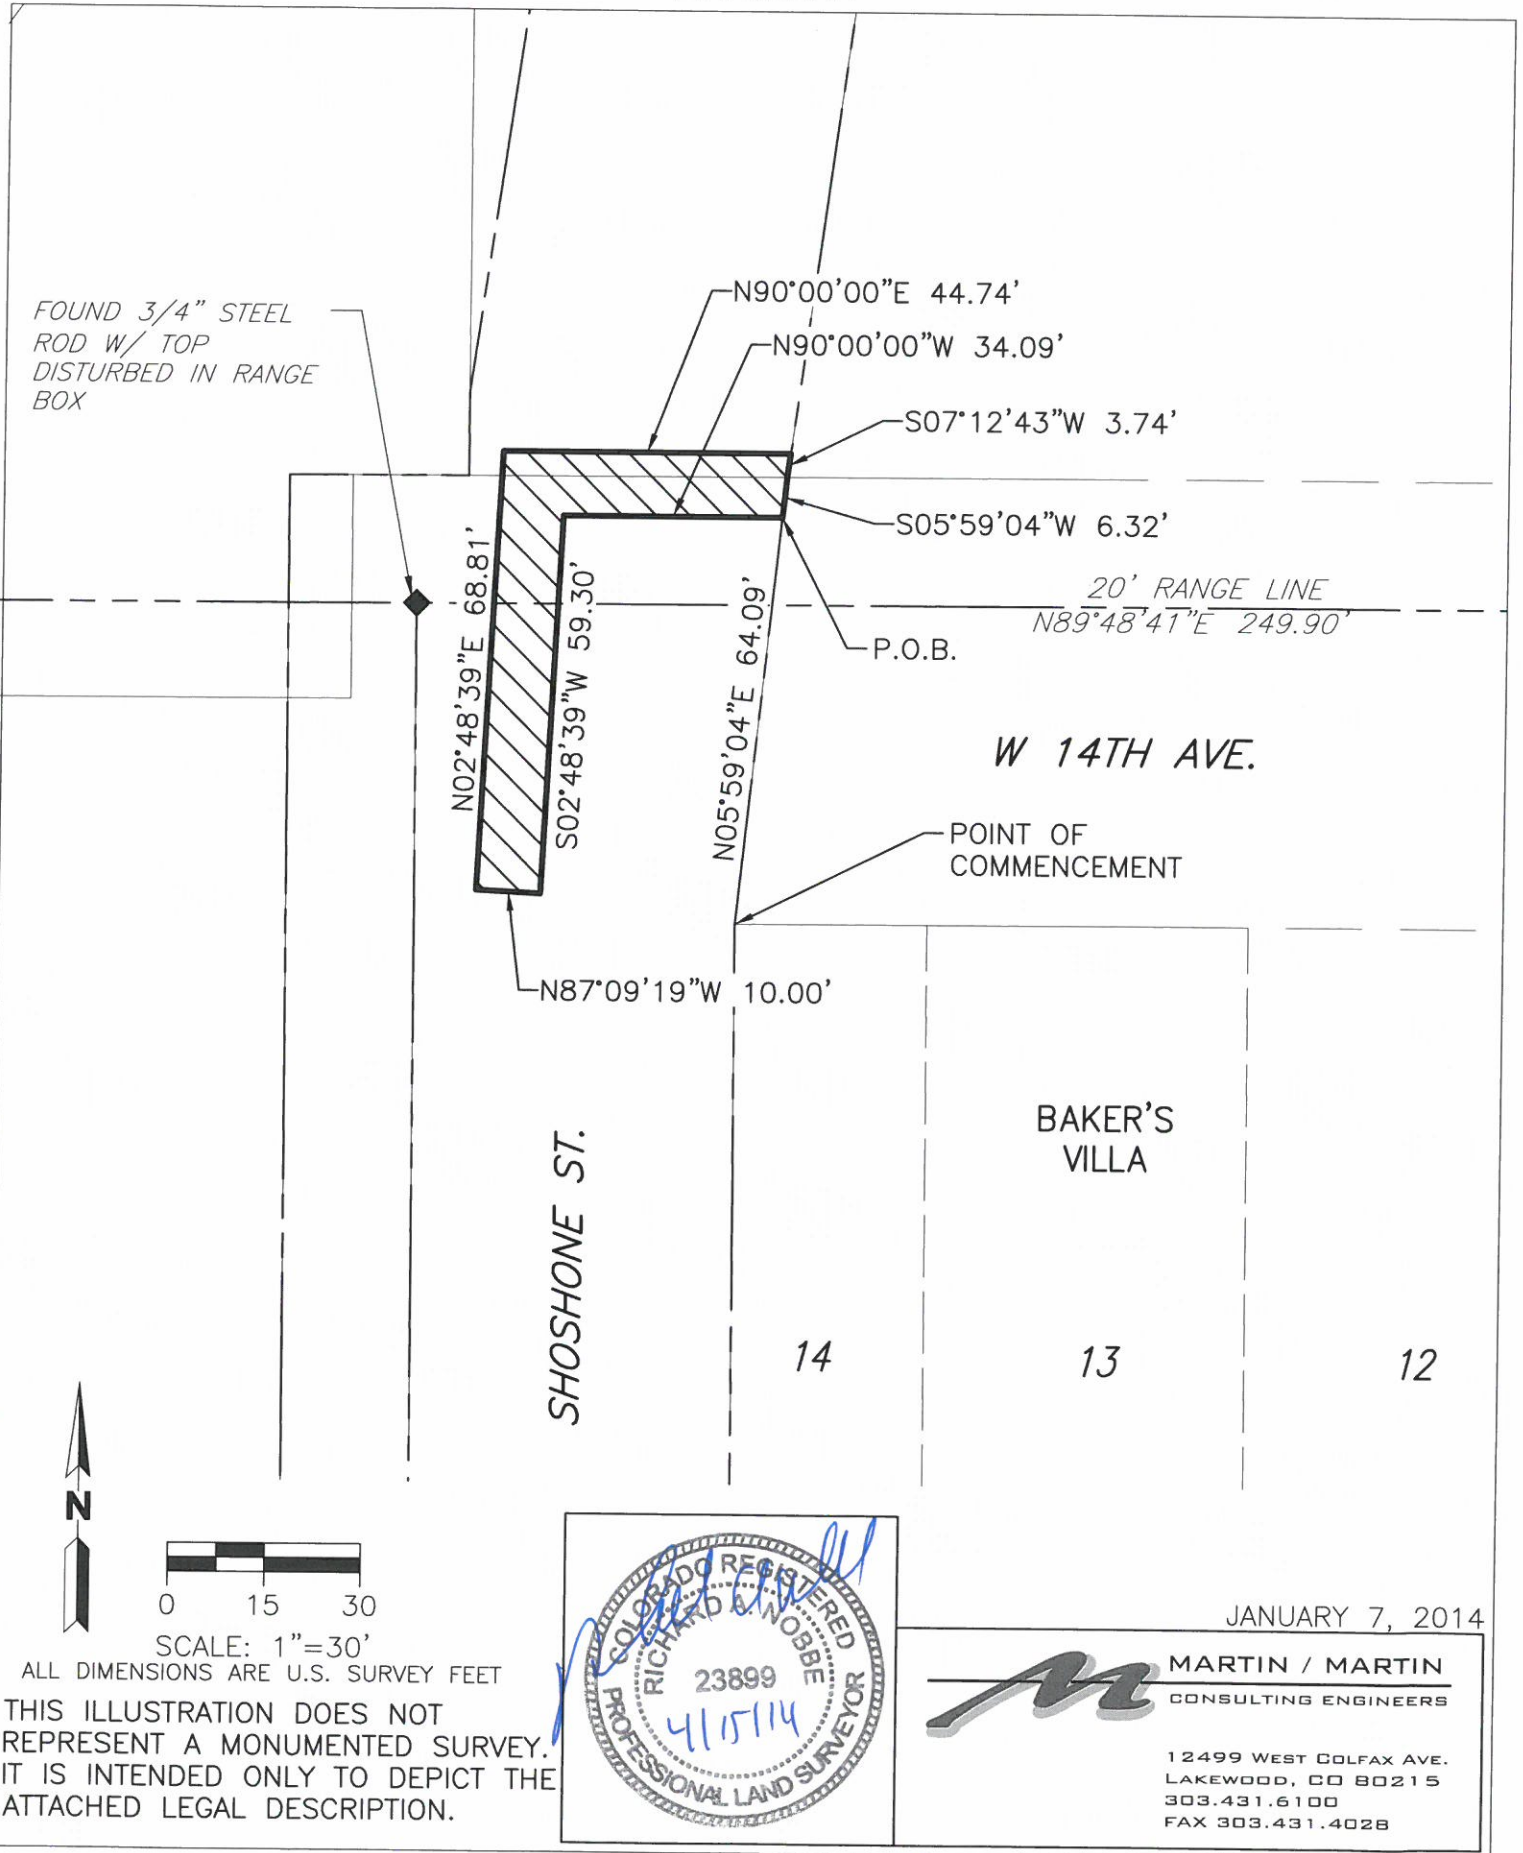 N90°00'00"E 44.74'
N90°00'00"W 34.09'
FOUND 3/4" STEEL
ROD W/ TOP
DISTURBED IN RANGE
BOX
S07°12'43"W 3.74'
S05°59'04"W 6.32'
N02°48'39"E 68.81'
S02°48'39"W 59.30'
N05°59'04"E 64.09'
20' RANGE LINE
N89°48'41"E 249.90'
P.O.B.
W 14TH AVE.
POINT OF
COMMENCEMENT
N87°09'19"W 10.00'
BAKER'S
VILLA
SHOSHONE ST.
14
13
12
N
0 15 30
SCALE: 1"=30'
ALL DIMENSIONS ARE U.S. SURVEY FEET
THIS ILLUSTRATION DOES NOT
REPRESENT A MONUMENTED SURVEY.
IT IS INTENDED ONLY TO DEPICT THE
ATTACHED LEGAL DESCRIPTION.
COLORADO REGISTERED
RICHARD A. NOBBE
23899
4/15/14
PROFESSIONAL LAND SURVEYOR
JANUARY 7, 2014
MARTIN / MARTIN
CONSULTING ENGINEERS
12499 WEST COLFAX AVE.
LAKEWOOD, CO 80215
303.431.6100
FAX 303.431.4028